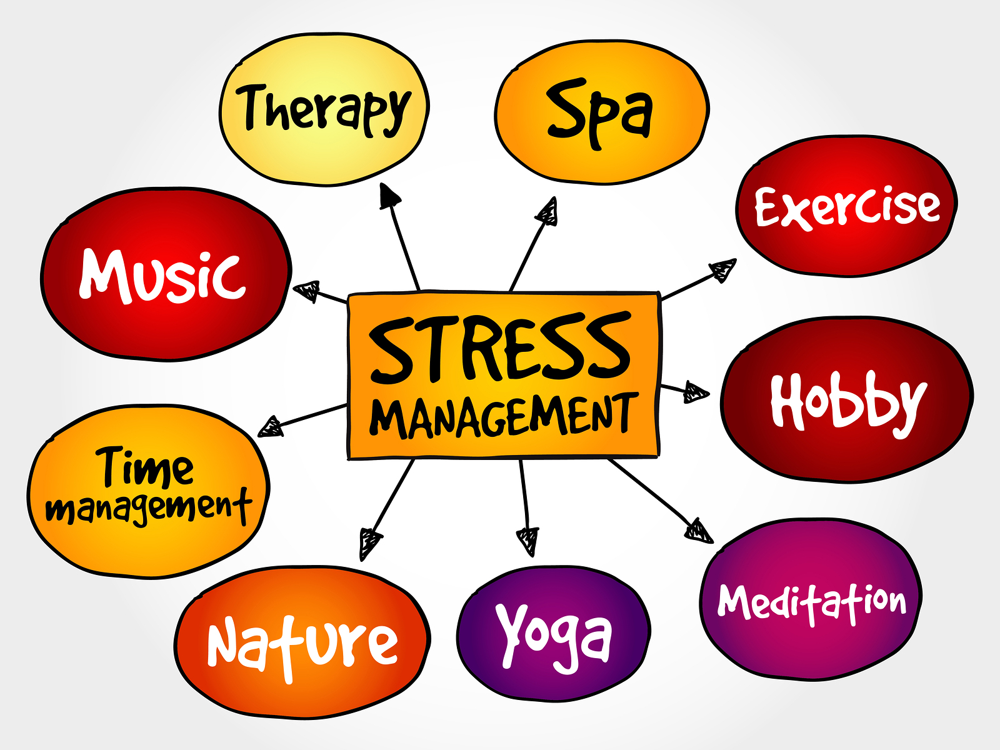 Therapy
Spa
Exercise
Music
STRESS
MANAGEMENT
Hobby
Time
management
Meditation
Nature
Yoga